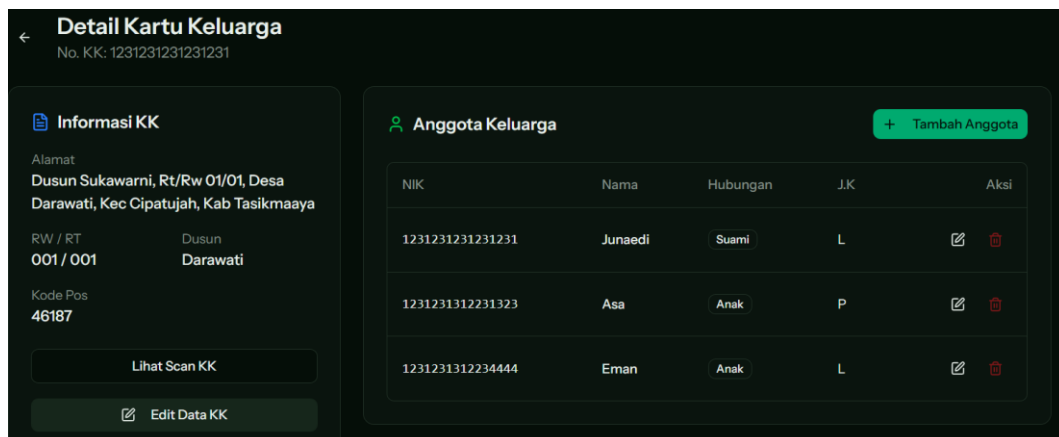 Detail Kartu Keluarga
No. KK: 1231231231231231
Informasi KK
Alamat
Dusun Sukawarni, Rt/Rw 01/01, Desa
Darawati, Kec Cipatujah, Kab Tasikmaaya
RW / RT Dusun
001 / 001 Darawati
Kode Pos
46187
Lihat Scan KK
Edit Data KK
Anggota Keluarga
+ Tambah Anggota
NIK Nama Hubungan J.K Aksi
1231231231231231 Junaedi Suami L
1231231312231323 Asa Anak P
1231231312234444 Eman Anak L